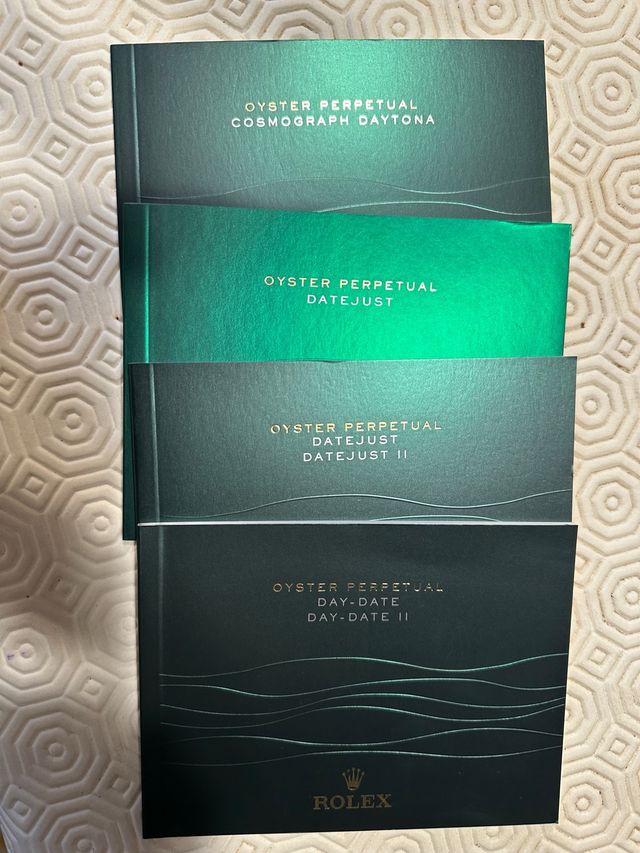 OYSTER PERPETUAL
COSMOGRAPH DAYTONA
OYSTER PERPETUAL
DATEJUST
OYSTER PERPETUAL
DATEJUST
DATEJUST II
OYSTER PERPETUAL
DAY-DATE
DAY-DATE II
ROLEX